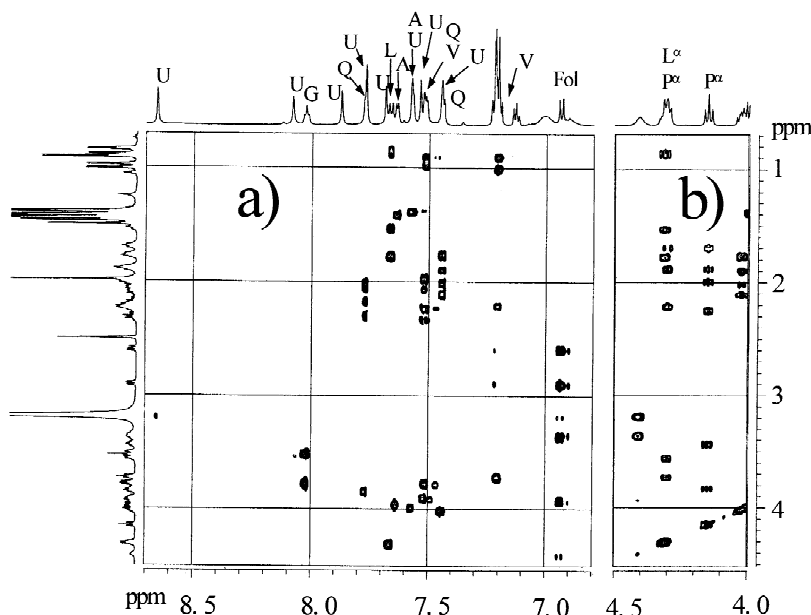 A
U Q
U U V Lα
U L A U
Q Fol Pα Pα
U U V
G U Q
ppm
a) b)
1
2
3
4
ppm 8.5 8.0 7.5 7.0 4.5 4.0